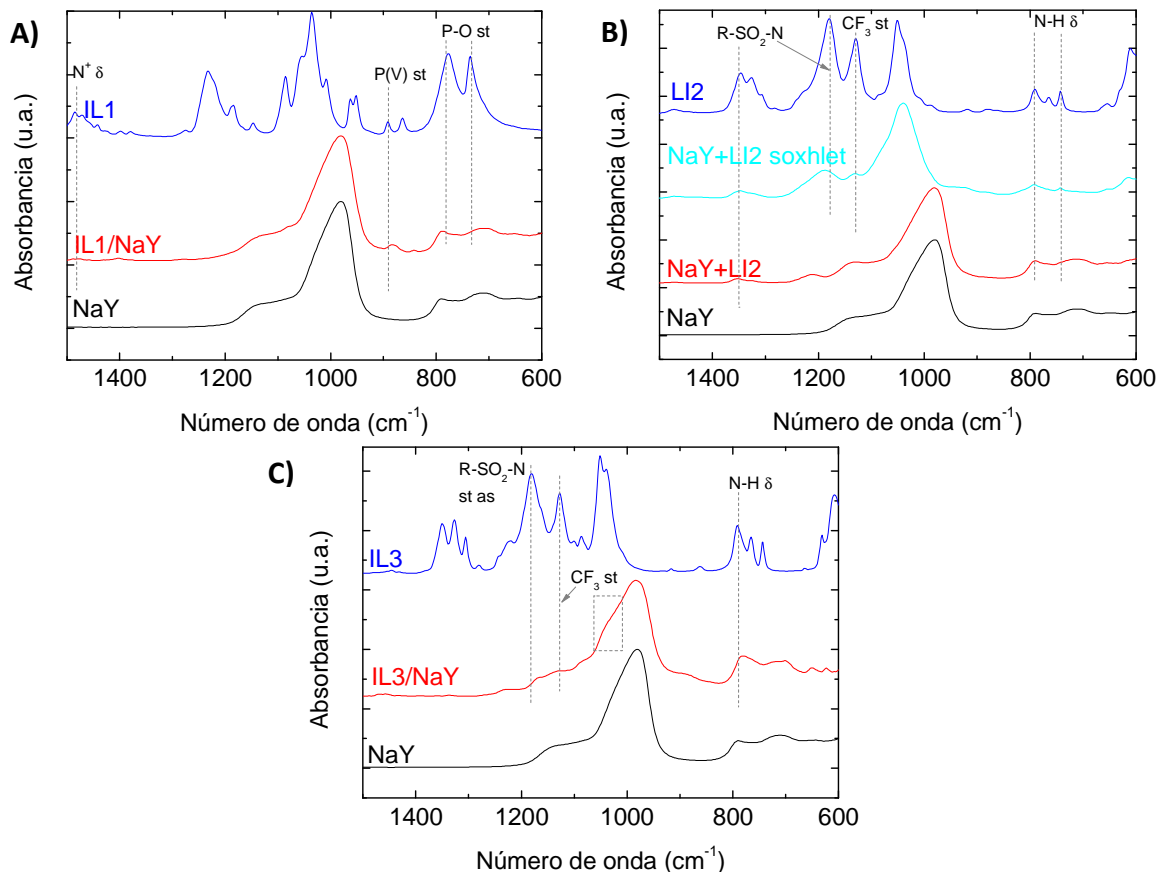 A)
N⁺ δ
P(V) st
P-O st
IL1
IL1/NaY
NaY
Absorbancia (u.a.)
1400 1200 1000 800 600
Número de onda (cm⁻¹)
B)
R-SO₂-N
CF₃ st
N-H δ
LI2
NaY+LI2 soxhlet
NaY+LI2
NaY
Absorbancia (u.a.)
1400 1200 1000 800 600
Número de onda (cm⁻¹)
C)
R-SO₂-N
st as
N-H δ
IL3
CF₃ st
IL3/NaY
NaY
Absorbancia (u.a.)
1400 1200 1000 800 600
Número de onda (cm⁻¹)